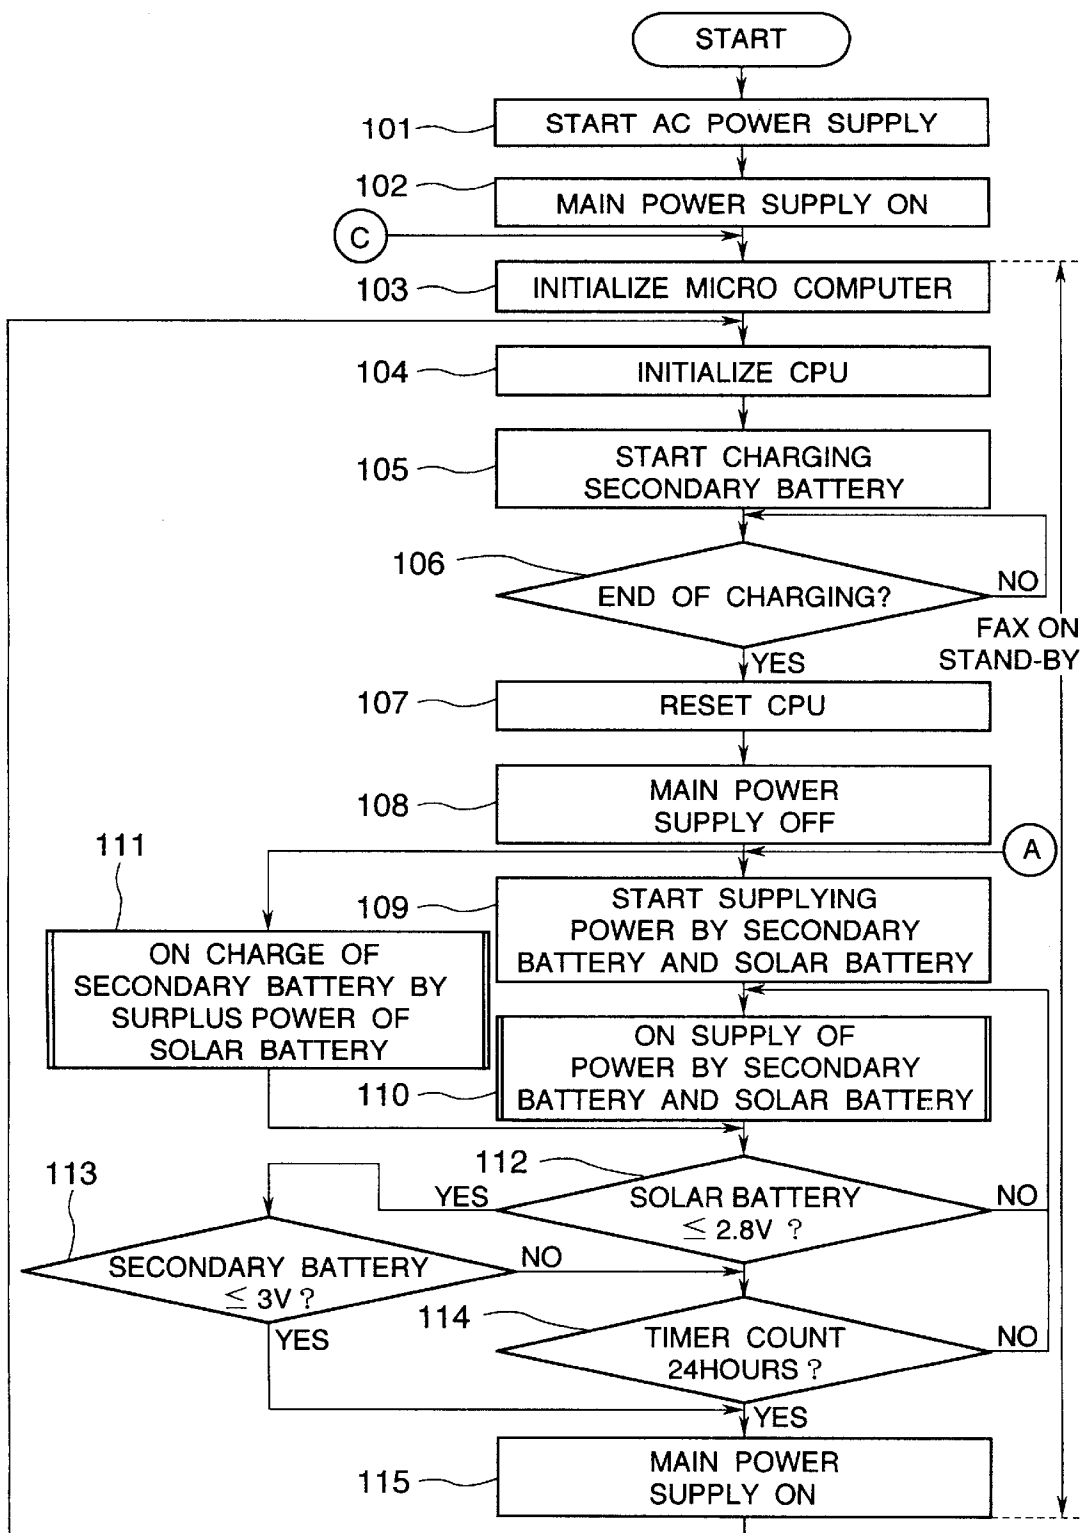 START
101
START AC POWER SUPPLY
102
MAIN POWER SUPPLY ON
C
103
INITIALIZE MICRO COMPUTER
104
INITIALIZE CPU
105
START CHARGING
SECONDARY BATTERY
106
END OF CHARGING?
NO
FAX ON
STAND-BY
YES
107
RESET CPU
108
MAIN POWER
SUPPLY OFF
A
111
109
START SUPPLYING
POWER BY SECONDARY
BATTERY AND SOLAR BATTERY
ON CHARGE OF
SECONDARY BATTERY BY
SURPLUS POWER OF
SOLAR BATTERY
110
ON SUPPLY OF
POWER BY SECONDARY
BATTERY AND SOLAR BATTERY
112
SOLAR BATTERY
≤ 2.8V ?
YES
NO
113
SECONDARY BATTERY
≤ 3V ?
NO
YES
114
TIMER COUNT
24HOURS ?
NO
YES
115
MAIN POWER
SUPPLY ON